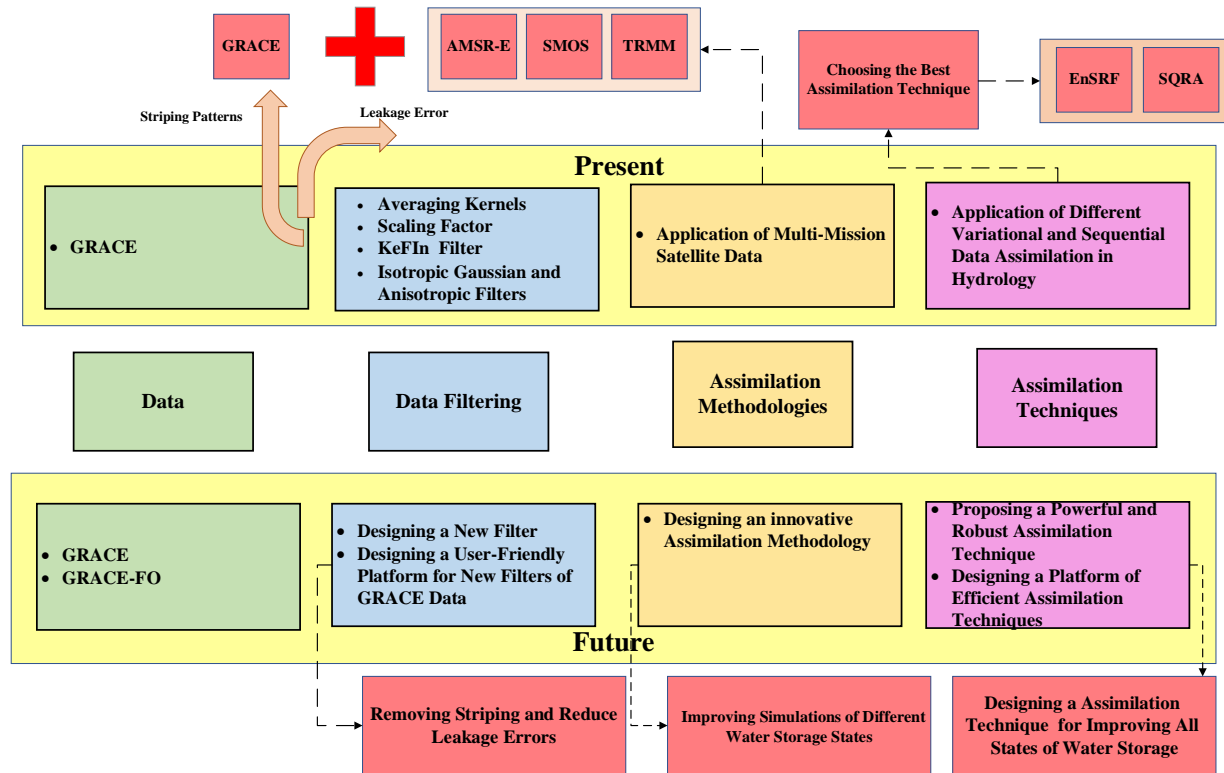 GRACE
AMSR-E
SMOS
TRMM
Choosing the Best
Assimilation Technique
EnSRF
SQRA
Striping Patterns
Leakage Error
Present
• GRACE
• Averaging Kernels
• Scaling Factor
• KeFIn Filter
• Isotropic Gaussian and
Anisotropic Filters
• Application of Multi-Mission
Satellite Data
• Application of Different
Variational and Sequential
Data Assimilation in
Hydrology
Data
Data Filtering
Assimilation
Methodologies
Assimilation
Techniques
• GRACE
• GRACE-FO
• Designing a New Filter
• Designing a User-Friendly
Platform for New Filters of
GRACE Data
• Designing an innovative
Assimilation Methodology
• Proposing a Powerful and
Robust Assimilation
Technique
• Designing a Platform of
Efficient Assimilation
Techniques
Future
Removing Striping and Reduce
Leakage Errors
Improving Simulations of Different
Water Storage States
Designing a Assimilation
Technique for Improving All
States of Water Storage